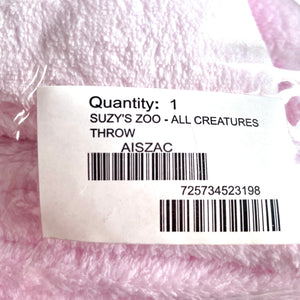 Quantity: 1
SUZY'S ZOO - ALL CREATURES
THROW
AISZAC
725734523198